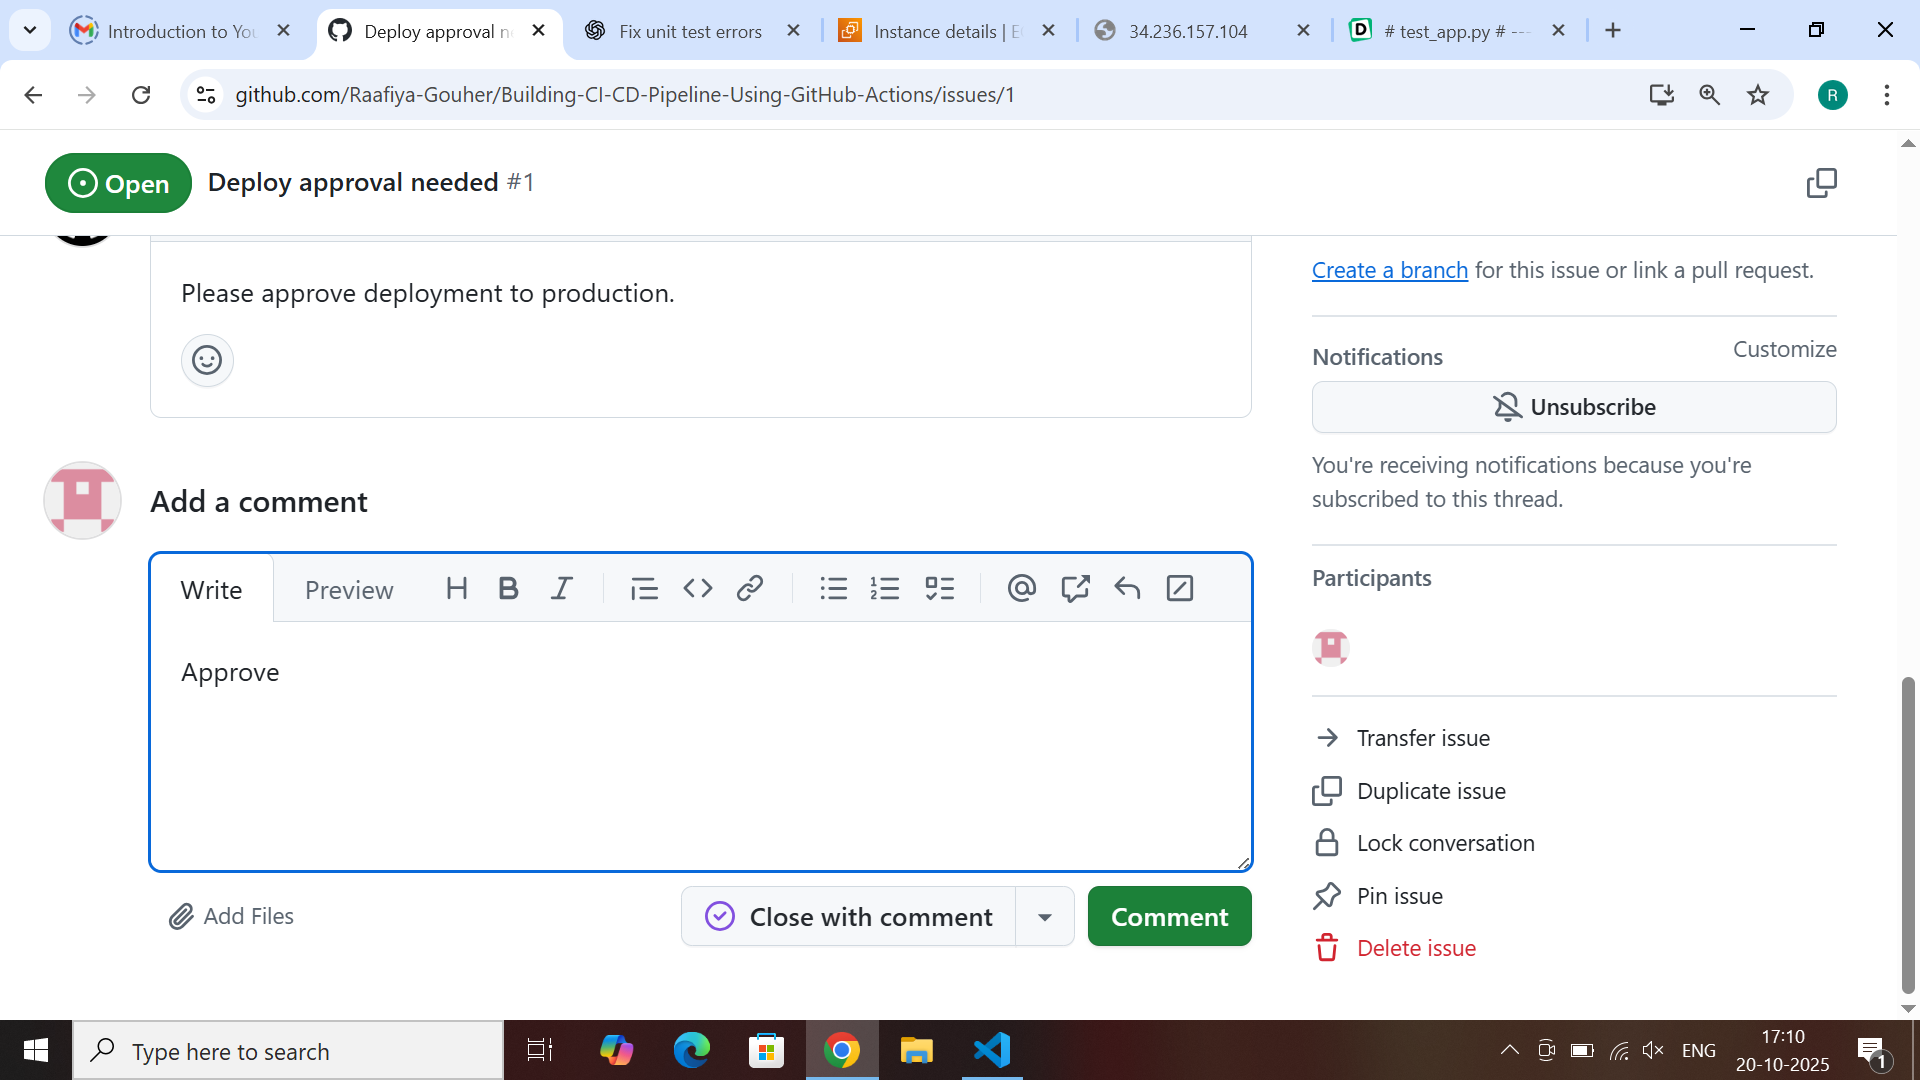 Introduction to You
Deploy approval n
Fix unit test errors
Instance details | E
34.236.157.104
# test_app.py # ---
github.com/Raafiya-Gouher/Building-CI-CD-Pipeline-Using-GitHub-Actions/issues/1
R
Open
Deploy approval needed #1
Create a branch for this issue or link a pull request.
Please approve deployment to production.
Notifications
Customize
Unsubscribe
You're receiving notifications because you're
subscribed to this thread.
Add a comment
Participants
Write
Preview
Approve
Transfer issue
Duplicate issue
Lock conversation
Pin issue
Delete issue
Add Files
Close with comment
Comment
Type here to search
ENG
17:10
20-10-2025
1